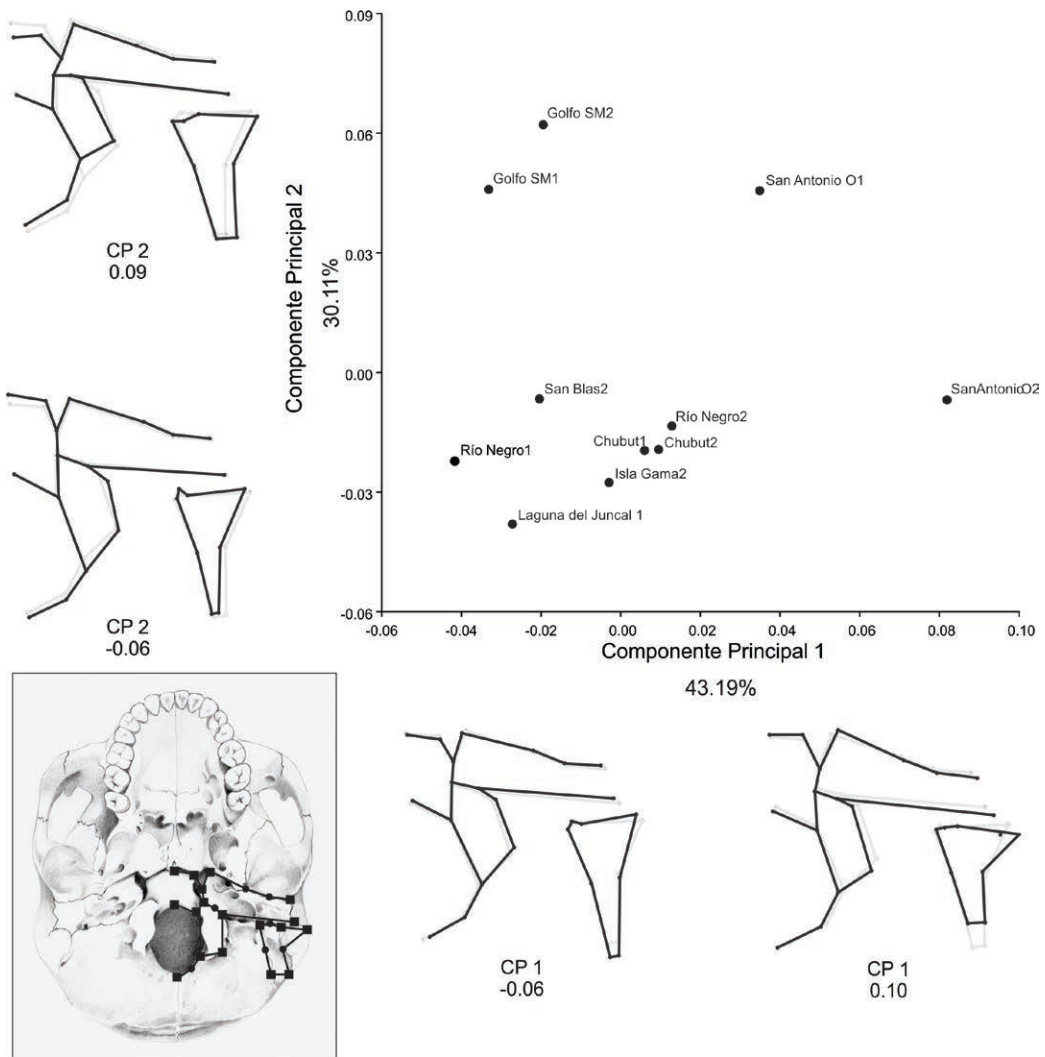 CP 2
0.09
CP 2
-0.06
Componente Principal 2
30.11%
0.09
0.06
0.03
0.00
-0.03
-0.06
Golfo SM2
Golfo SM1
San Antonio O1
San Blas2
SanAntonioO2
Río Negro2
Chubut1
Chubut2
Río Negro1
Isla Gama2
Laguna del Juncal 1
-0.06
-0.04
-0.02
0.00
0.02
0.04
0.06
0.08
0.10
Componente Principal 1
43.19%
CP 1
-0.06
CP 1
0.10